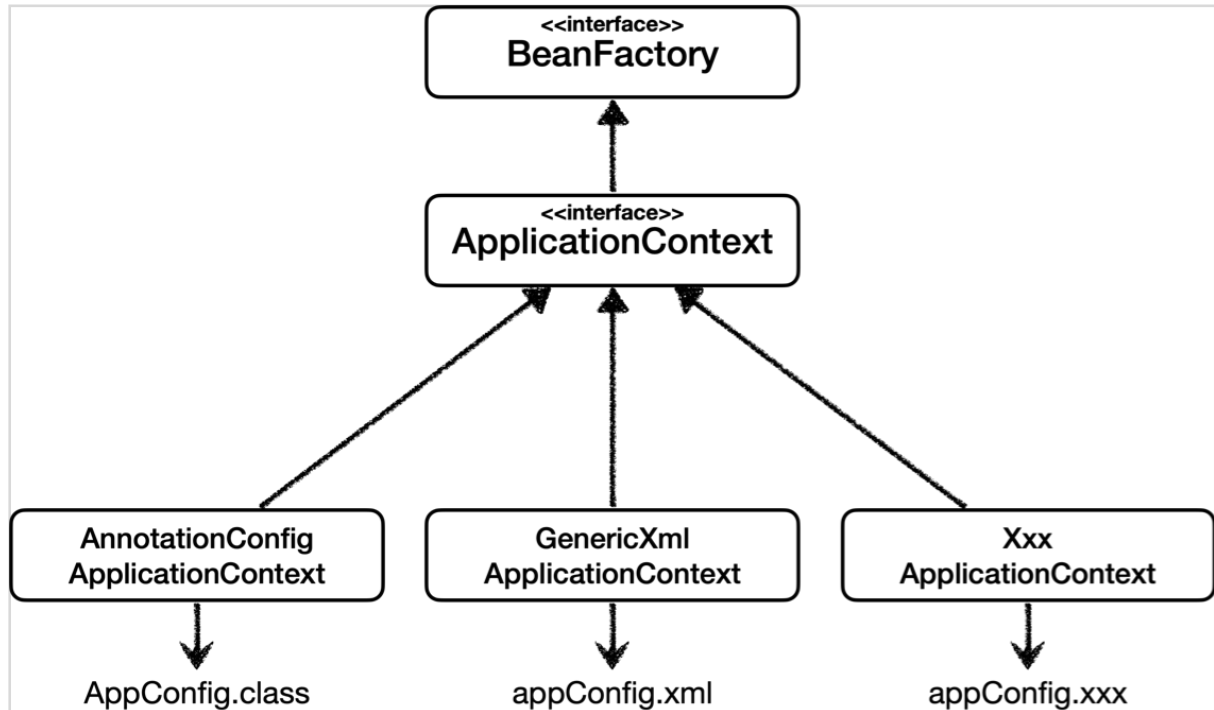 <<interface>>
BeanFactory
<<interface>>
ApplicationContext
AnnotationConfig
ApplicationContext
GenericXml
ApplicationContext
Xxx
ApplicationContext
AppConfig.class
appConfig.xml
appConfig.xxx